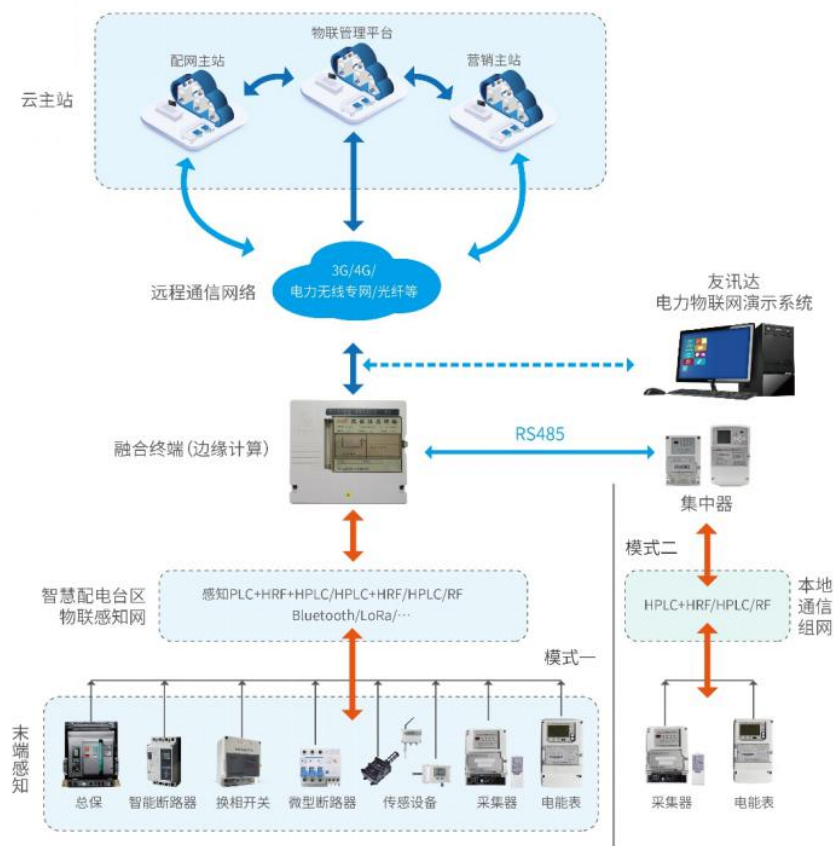 物联管理平台
配网主站
营销主站
云主站
3G/4G/
电力无线专网/光纤等
远程通信网络
友讯达
电力物联网演示系统
融合终端(边缘计算)
RS485
集中器
模式二
智慧配电台区
物联感知网
感知PLC+HRF+HPLC/HPLC+HRF/HPLC/RF
Bluetooth/LoRa/…
HPLC+HRF/HPLC/RF
本地
通信
组网
模式一
末端感知
总保
智能断路器
换相开关
微型断路器
传感设备
采集器
电能表
采集器
电能表